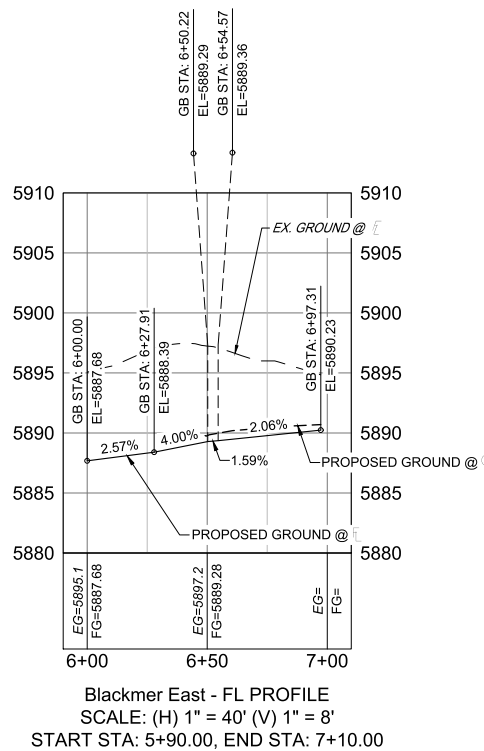 GB STA: 6+50.22
EL=5889.29
GB STA: 6+54.57
EL=5889.36
5910
5910
5905
5905
EX. GROUND @
5900
5900
5895
5895
GB STA: 6+00.00
EL=5887.68
GB STA: 6+27.91
EL=5888.39
GB STA: 6+97.31
EL=5890.23
5890
5890
2.57%
4.00%
2.06%
1.59%
PROPOSED GROUND @
5885
5885
PROPOSED GROUND @
5880
5880
EG=5895.1
FG=5887.68
EG=5897.2
FG=5889.28
EG=
FG=
6+00
6+50
7+00
Blackmer East - FL PROFILE
SCALE: (H) 1" = 40' (V) 1" = 8'
START STA: 5+90.00, END STA: 7+10.00